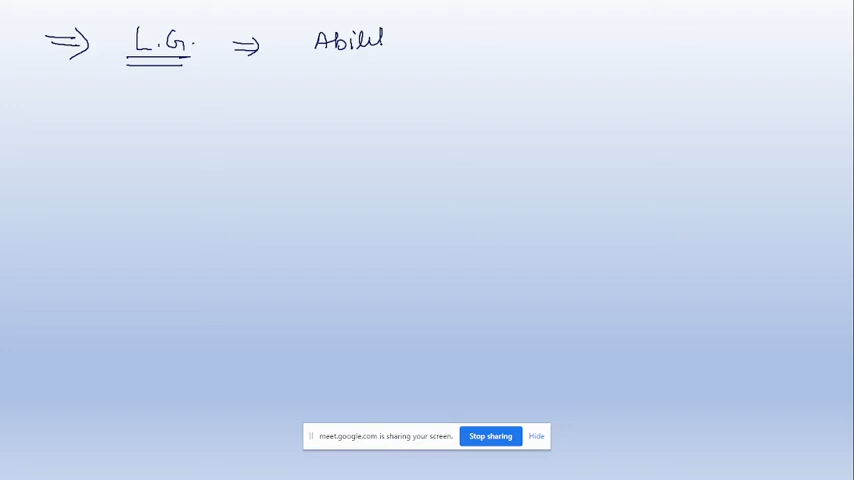 ⇒ L.G. ⇒ Abili
meet.google.com is sharing your screen. Stop sharing Hide